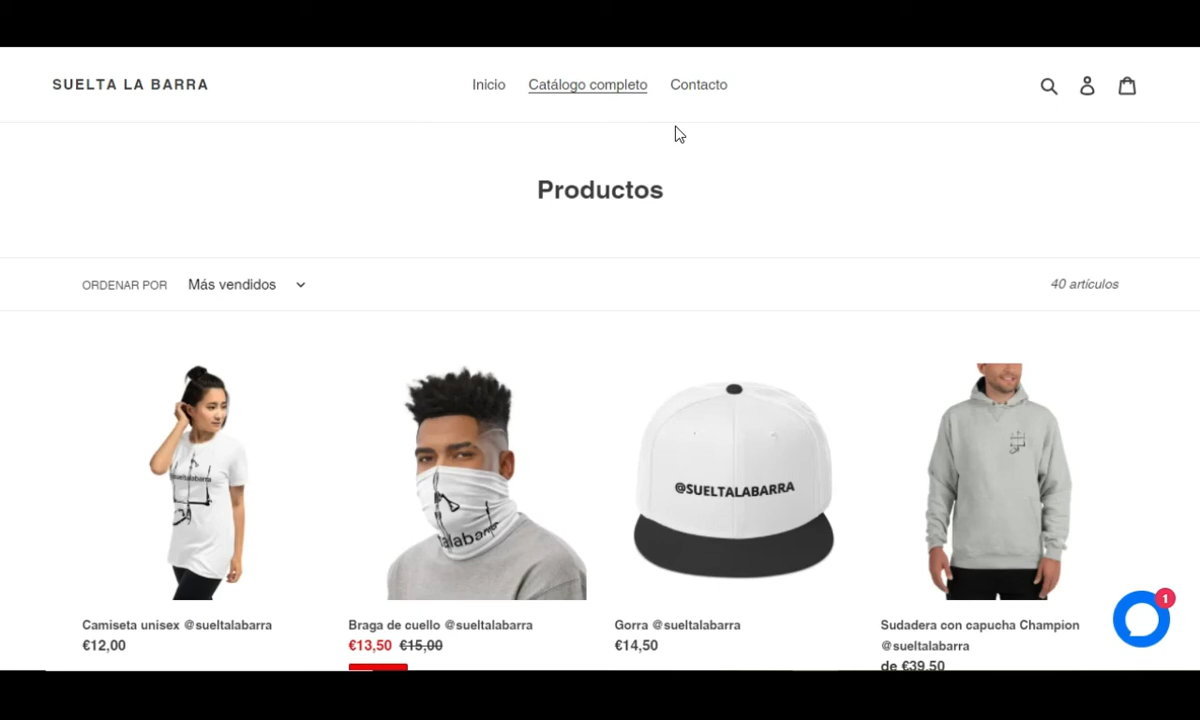 SUELTA LA BARRA
Inicio Catálogo completo Contacto
Productos
ORDENAR POR Más vendidos
40 artículos
@SUELTALABARRA
1
Camiseta unisex @sueltalabarra
€12,00
Braga de cuello @sueltalabarra
€13,50 €15,00
Gorra @sueltalabarra
€14,50
Sudadera con capucha Champion
@sueltalabarra
de €39,50